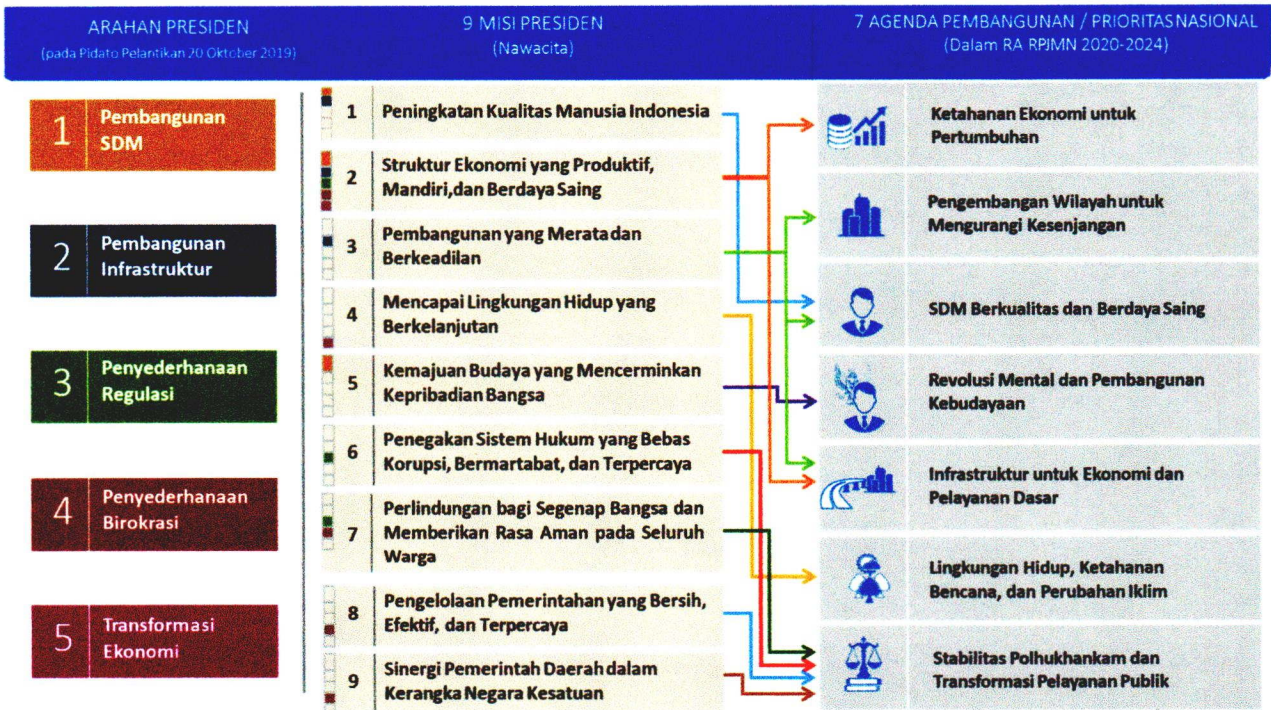 ARAHAN PRESIDEN
(pada Pidato Pelantikan 20 Oktober 2019)
9 MISI PRESIDEN
(Nawacita)
7 AGENDA PEMBANGUNAN / PRIORITAS NASIONAL
(Dalam RA RPJMN 2020-2024)
1
Pembangunan
SDM
2
Pembangunan
Infrastruktur
3
Penyederhanaan
Regulasi
4
Penyederhanaan
Birokrasi
5
Transformasi
Ekonomi
1
Peningkatan Kualitas Manusia Indonesia
2
Struktur Ekonomi yang Produktif,
Mandiri,dan Berdaya Saing
3
Pembangunan yang Merata dan
Berkeadilan
4
Mencapai Lingkungan Hidup yang
Berkelanjutan
5
Kemajuan Budaya yang Mencerminkan
Kepribadian Bangsa
6
Penegakan Sistem Hukum yang Bebas
Korupsi, Bermartabat, dan Terpercaya
7
Perlindungan bagi Segenap Bangsa dan
Memberikan Rasa Aman pada Seluruh
Warga
8
Pengelolaan Pemerintahan yang Bersih,
Efektif, dan Terpercaya
9
Sinergi Pemerintah Daerah dalam
Kerangka Negara Kesatuan
Ketahanan Ekonomi untuk
Pertumbuhan
Pengembangan Wilayah untuk
Mengurangi Kesenjangan
SDM Berkualitas dan Berdaya Saing
Revolusi Mental dan Pembangunan
Kebudayaan
Infrastruktur untuk Ekonomi dan
Pelayanan Dasar
Lingkungan Hidup, Ketahanan
Bencana, dan Perubahan Iklim
Stabilitas Polhukhankam dan
Transformasi Pelayanan Publik